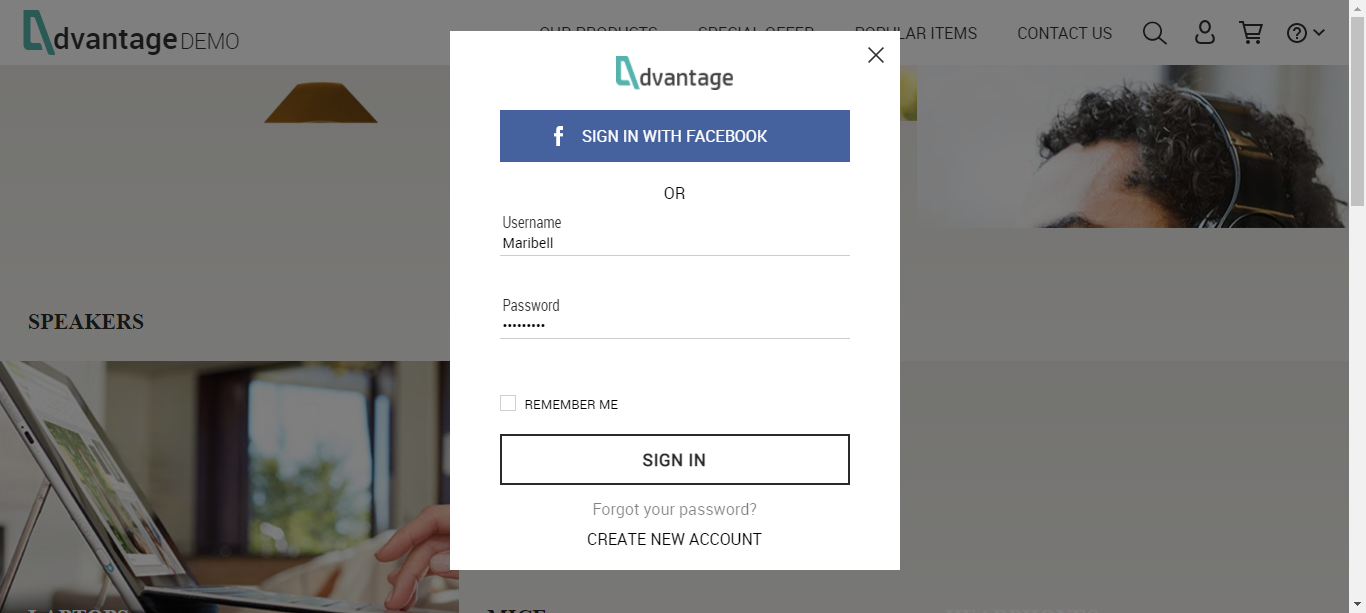 dvantage DEMO
OUR PRODUCTS SPECIAL OFFER POPULAR ITEMS CONTACT US
dvantage
SIGN IN WITH FACEBOOK
OR
Username
Maribell
Password
•••••••••
REMEMBER ME
SIGN IN
Forgot your password?
CREATE NEW ACCOUNT
SPEAKERS
LAPTOPS
MICE
HEADPHONES